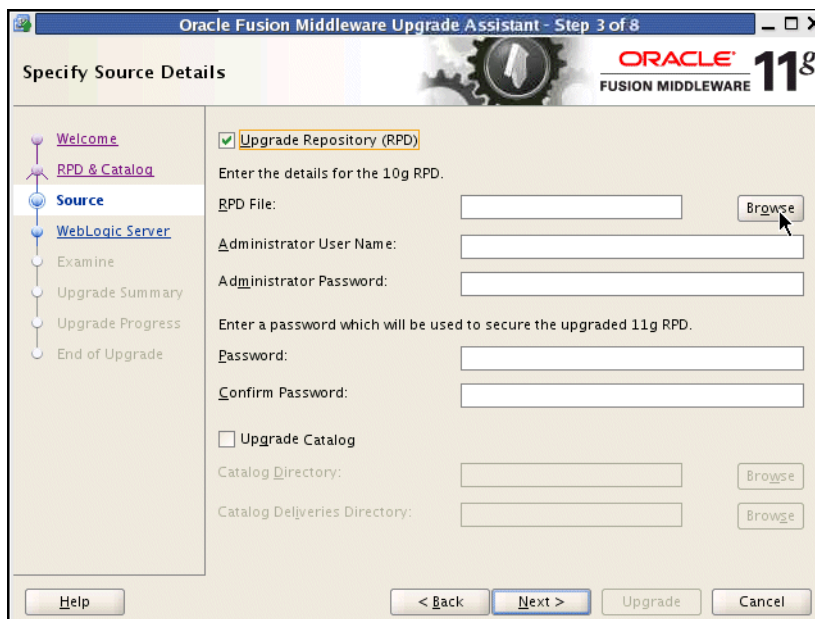 Oracle Fusion Middleware Upgrade Assistant - Step 3 of 8
Specify Source Details
ORACLE
FUSION MIDDLEWARE
11g
Welcome
RPD & Catalog
Source
WebLogic Server
Examine
Upgrade Summary
Upgrade Progress
End of Upgrade
Upgrade Repository (RPD)
Enter the details for the 10g RPD.
RPD File:
Browse
Administrator User Name:
Administrator Password:
Enter a password which will be used to secure the upgraded 11g RPD.
Password:
Confirm Password:
Upgrade Catalog
Catalog Directory:
Browse
Catalog Deliveries Directory:
Browse
Help
< Back
Next >
Upgrade
Cancel